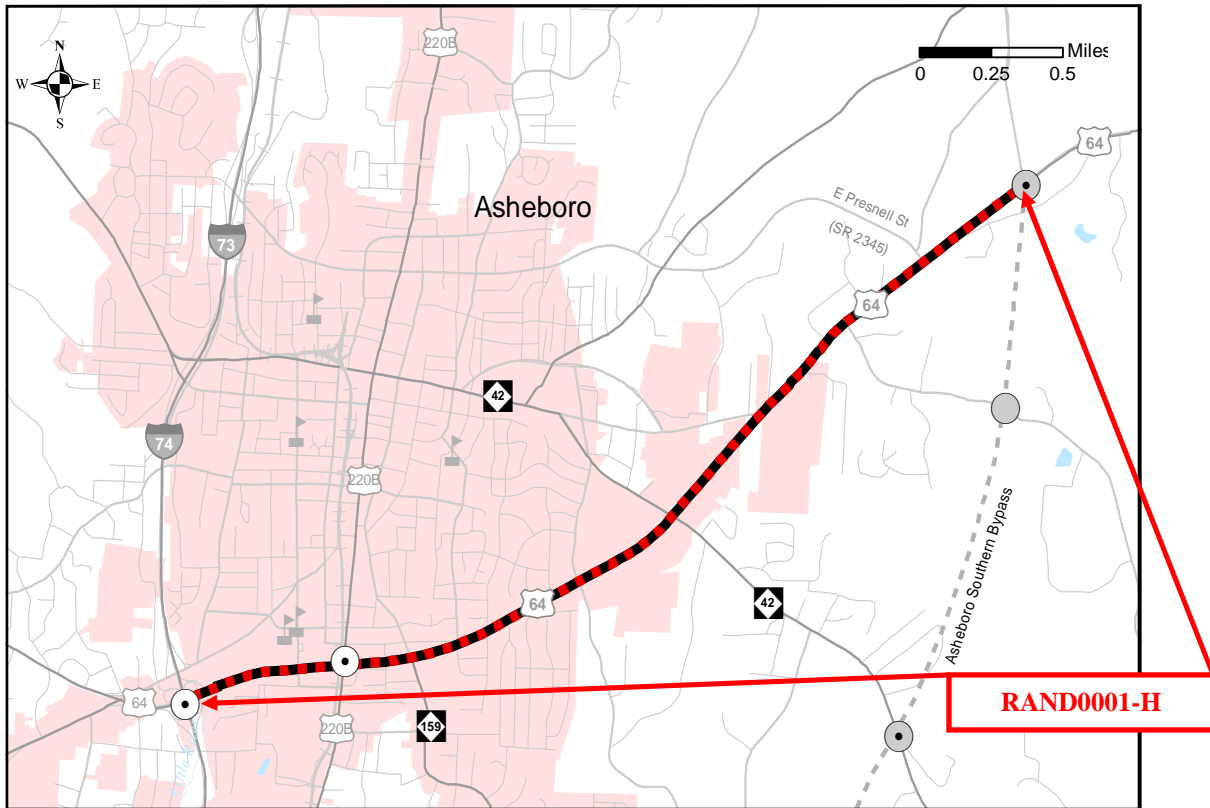 N
W
E
S
220B
Miles
0 0.25 0.5
64
Asheboro
E Presnell St
(SR 2345)
73
64
42
74
220B
Asheboro Southern Bypass
64
42
64
RAND0001-H
220B
159